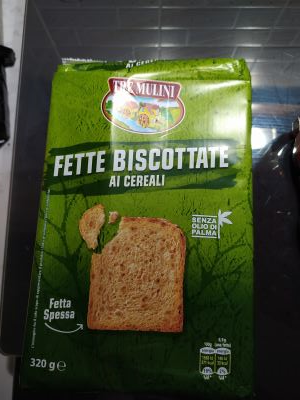 TRE MULINI
FETTE BISCOTTATE
AI CEREALI
SENZA
OLIO DI
PALMA
Fetta
Spessa
320 g e